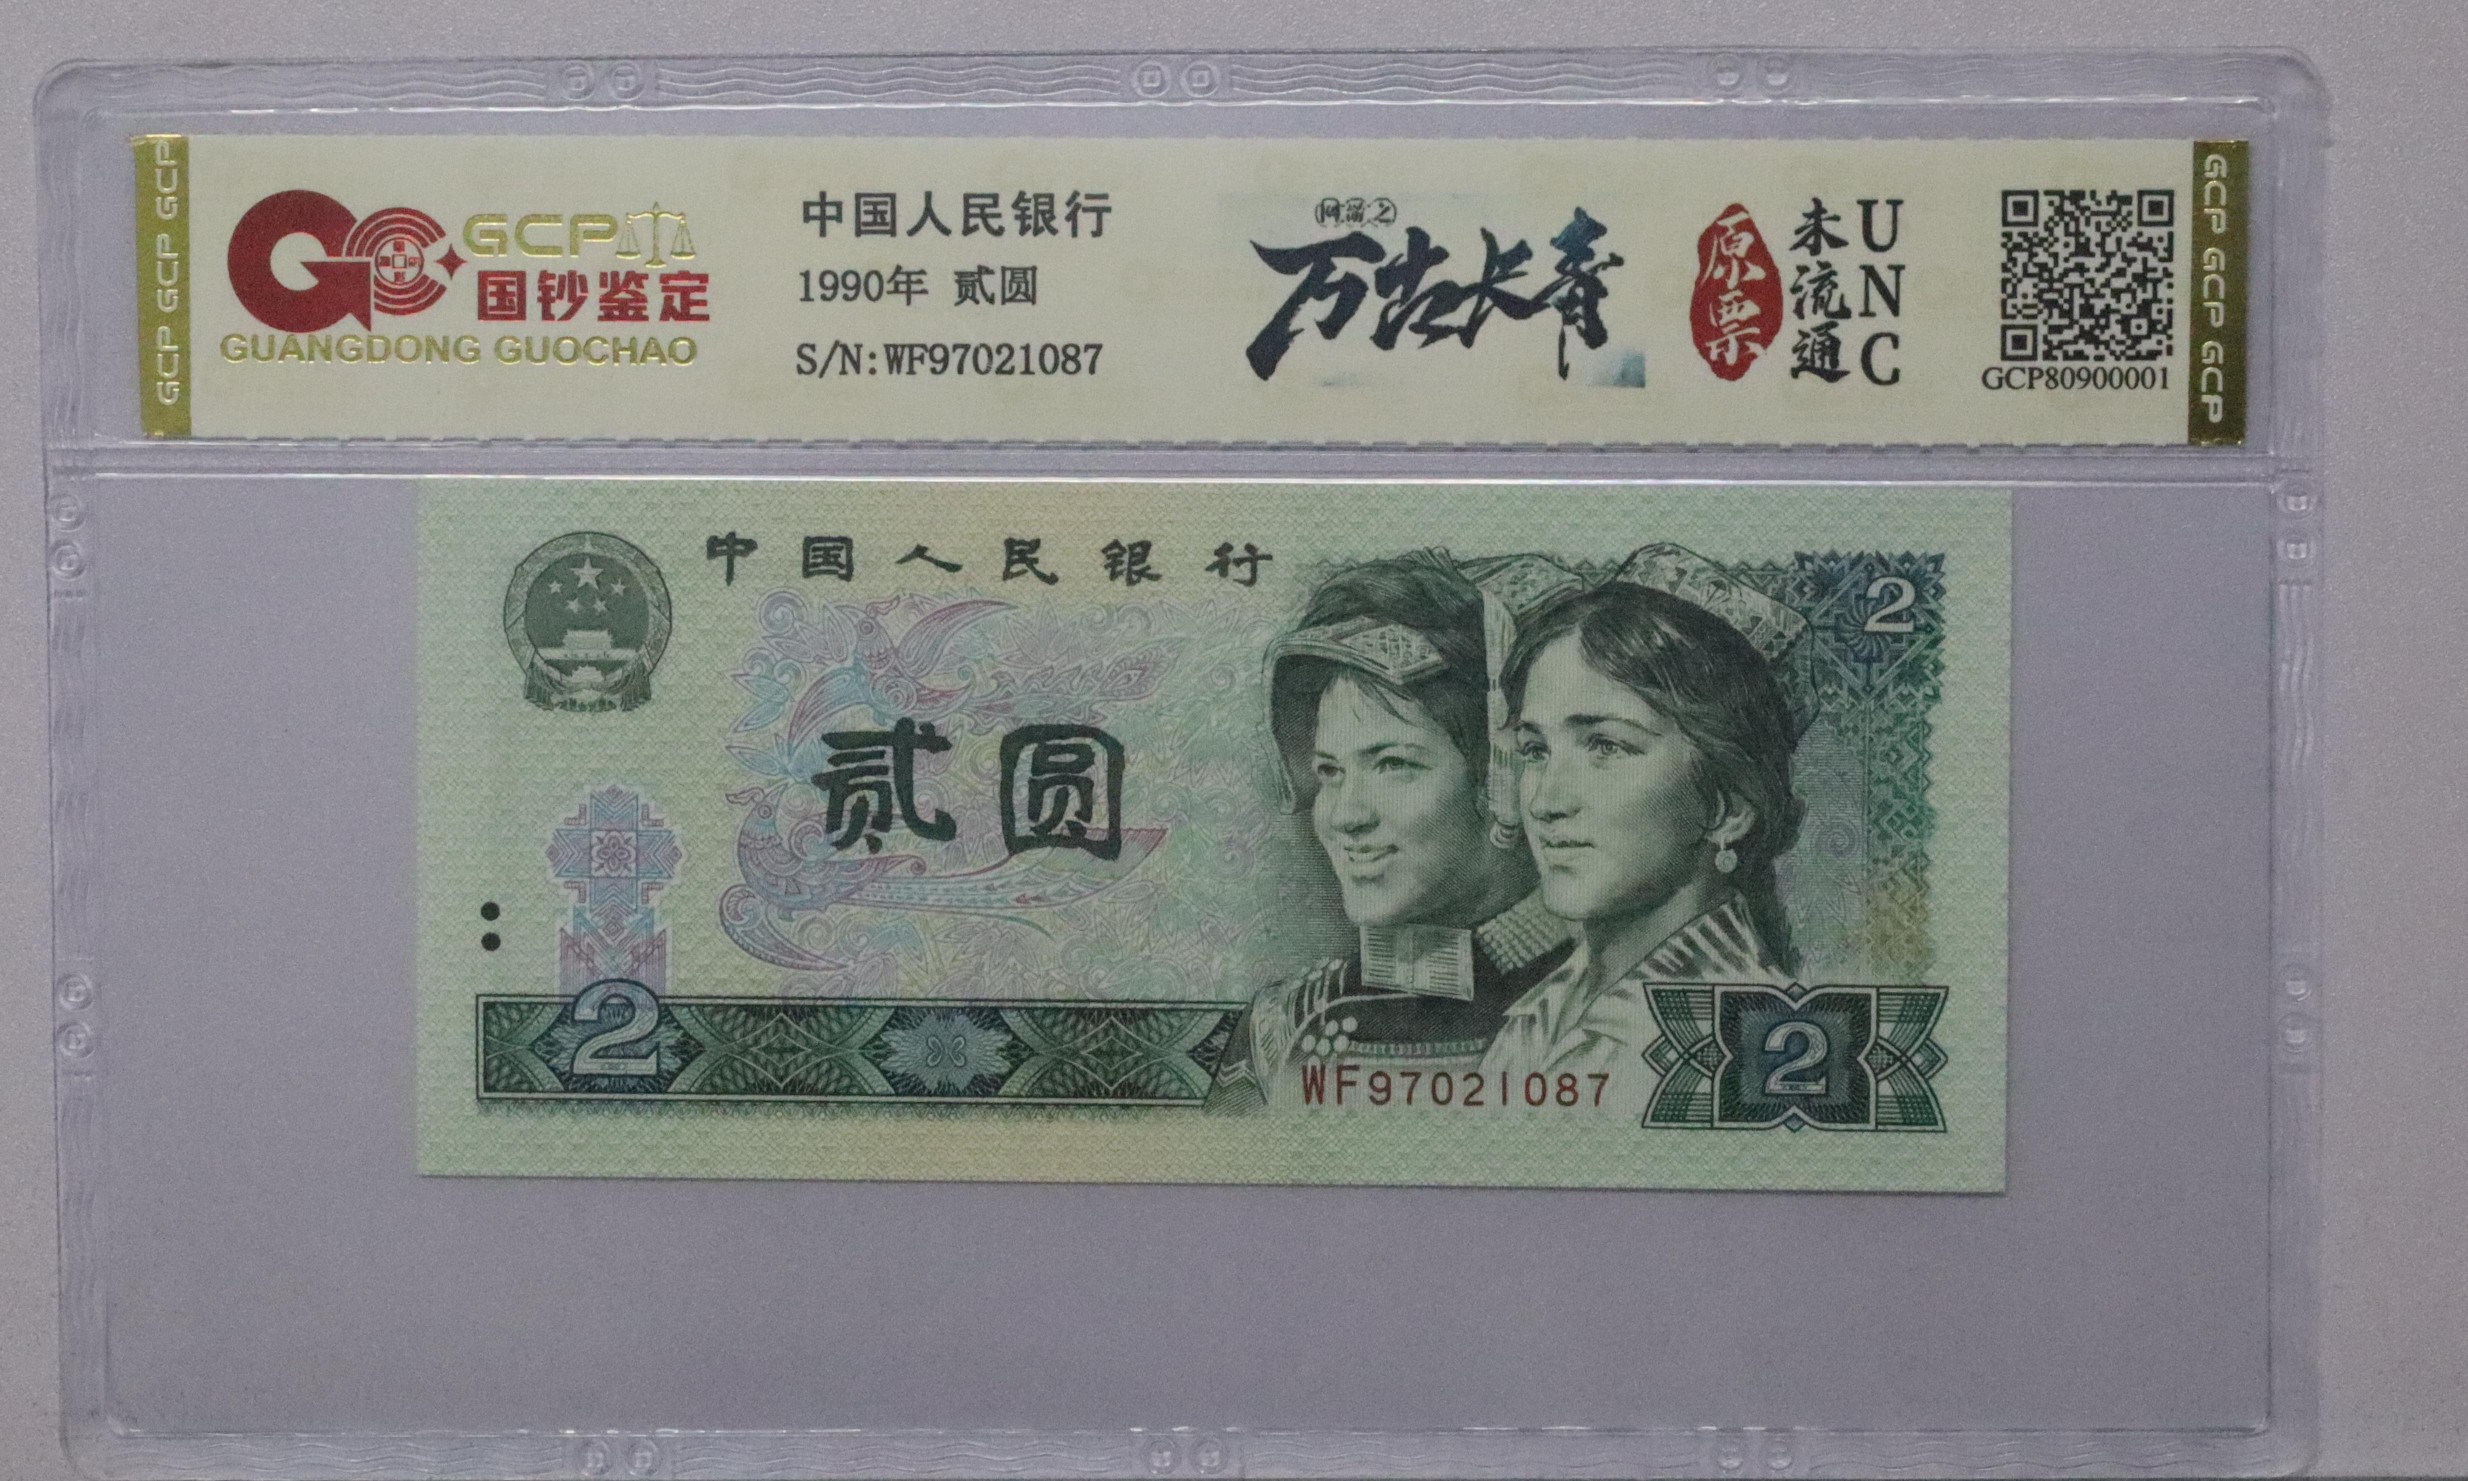 GCP GCP GCP
GCP
国钞鉴定
GUANGDONG GUOCHAO
中国人民银行
1990年 贰圆
S/N:WF97021087
万古长青
原票
未流通
UNC
GCP80900001
GCP GCP GCP GCP
中国人民银行
2
贰圆
2
WF97021087
2